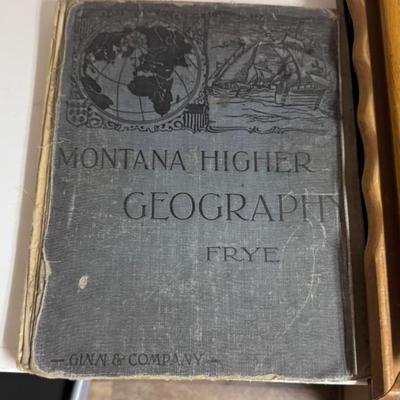 MONTANA HIGHER
GEOGRAPHY
FRYE
GINN & COMPANY